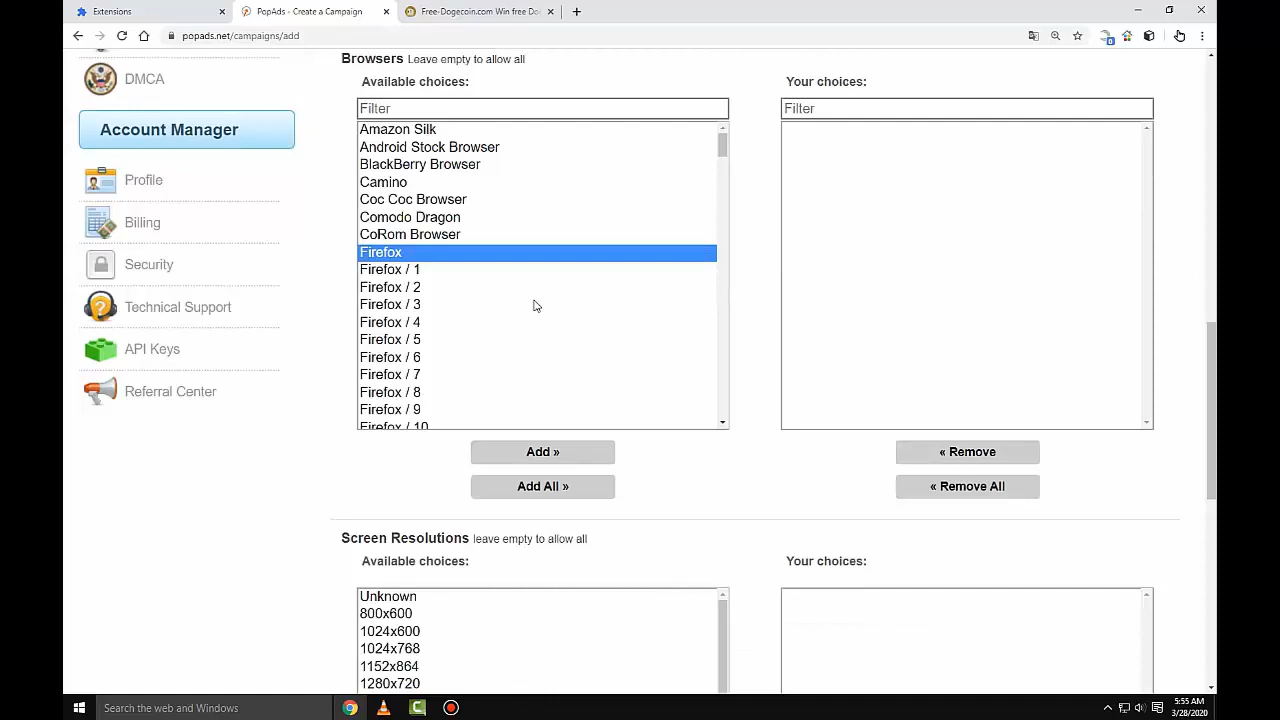 Extensions
PopAds - Create a Campaign
Free-Dogecoin.com Win free Do
popads.net/campaigns/add
0
DMCA
Account Manager
Profile
Billing
Security
Technical Support
API Keys
Referral Center
Browsers Leave empty to allow all
Available choices:
Your choices:
Filter
Filter
Amazon Silk
Android Stock Browser
BlackBerry Browser
Camino
Coc Coc Browser
Comodo Dragon
CoRom Browser
Firefox
Firefox / 1
Firefox / 2
Firefox / 3
Firefox / 4
Firefox / 5
Firefox / 6
Firefox / 7
Firefox / 8
Firefox / 9
Firefox / 10
Add »
« Remove
Add All »
« Remove All
Screen Resolutions leave empty to allow all
Available choices:
Your choices:
Unknown
800x600
1024x600
1024x768
1152x864
1280x720
Search the web and Windows
5:55 AM
3/28/2020